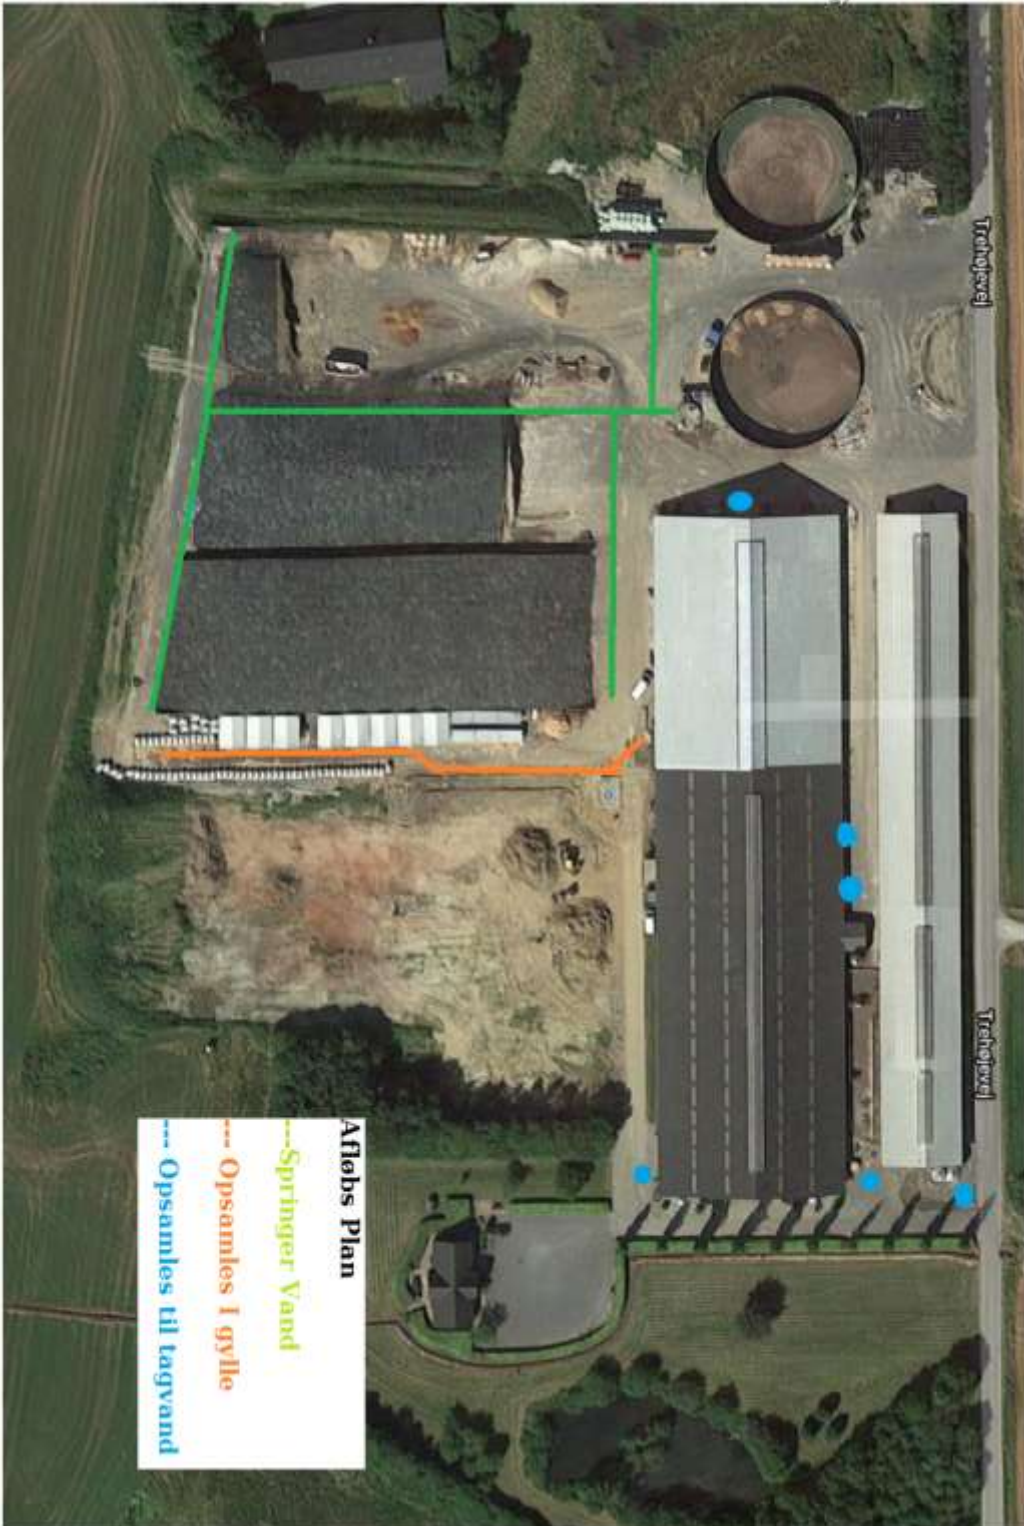 Trehøjevej
Trehøjevej
Afløbs Plan
---Springer Vand
--- Opsamles I gylle
--- Opsamles til tagvand